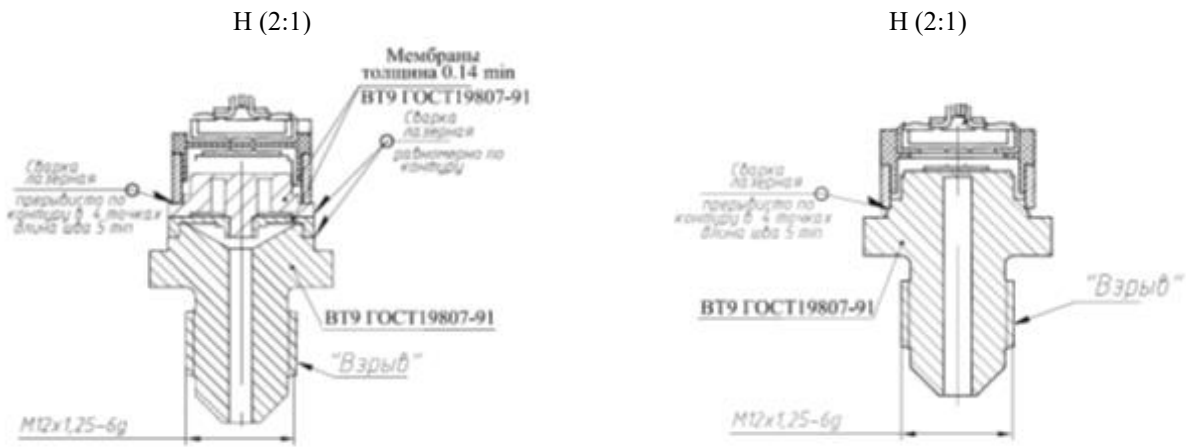 Н (2:1)
Мембраны
толщина 0.14 min
ВТ9 ГОСТ19807-91
Сварка
лазерная
равномерно по
контуру
Сварка
лазерная
прерывисто по
контуру в 4 точках
длина шва 5 min
ВТ9 ГОСТ19807-91
"Взрыв"
М12х1,25-6g
Н (2:1)
Сварка
лазерная
прерывисто по
контуру в 4 точках
длина шва 5 min
ВТ9 ГОСТ19807-91
"Взрыв"
М12х1,25-6g